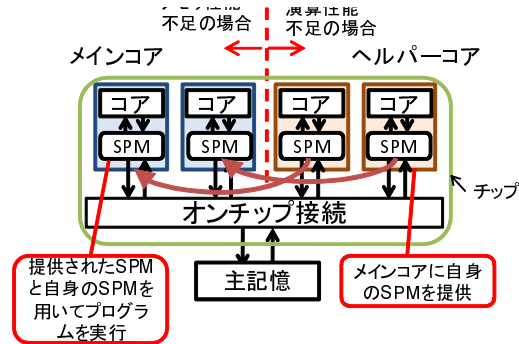 不足の場合
演算性能
不足の場合
メインコア
ヘルパーコア
コア
コア
コア
コア
SPM
SPM
SPM
SPM
チップ
オンチップ接続
主記憶
提供されたSPM
と自身のSPMを
用いてプログラ
ムを実行
メインコアに自身
のSPMを提供